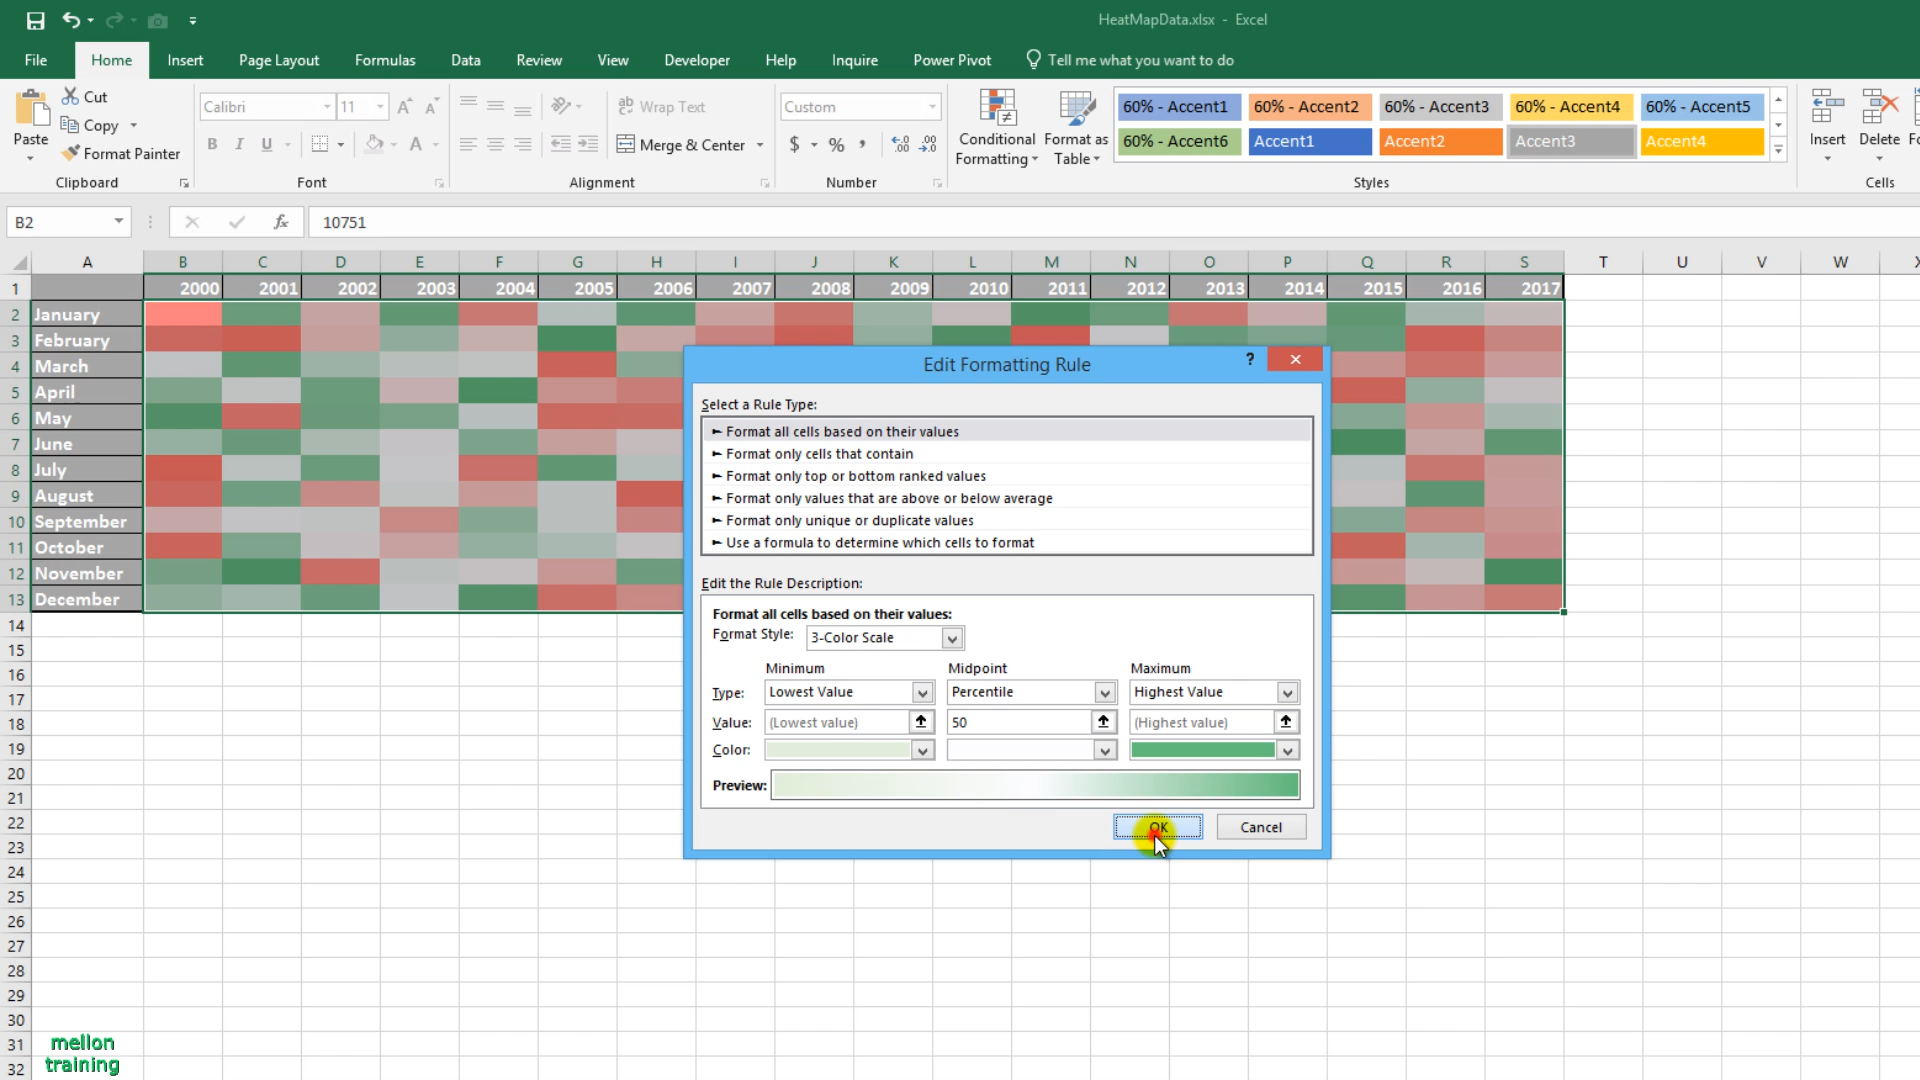 HeatMapData.xlsx - Excel
File Home Insert Page Layout Formulas Data Review View Developer Help Inquire Power Pivot Tell me what you want to do
Paste
Cut
Copy
Format Painter
Clipboard
Calibri 11
B I U
Font
Wrap Text
Merge & Center
Alignment
Custom
$ % ,
Number
Conditional Formatting
Format as Table
60% - Accent1 60% - Accent2 60% - Accent3 60% - Accent4 60% - Accent5
60% - Accent6 Accent1 Accent2 Accent3 Accent4
Styles
Insert Delete
Cells
B2 fx 10751
A B C D E F G H I J K L M N O P Q R S T U V W X
1 2000 2001 2002 2003 2004 2005 2006 2007 2008 2009 2010 2011 2012 2013 2014 2015 2016 2017
2 January
3 February
4 March
5 April
6 May
7 June
8 July
9 August
10 September
11 October
12 November
13 December
14
15
16
17
18
19
20
21
22
23
24
25
26
27
28
29
30
31
32
Edit Formatting Rule ?
Select a Rule Type:
► Format all cells based on their values
► Format only cells that contain
► Format only top or bottom ranked values
► Format only values that are above or below average
► Format only unique or duplicate values
► Use a formula to determine which cells to format
Edit the Rule Description:
Format all cells based on their values:
Format Style: 3-Color Scale
Minimum Midpoint Maximum
Type: Lowest Value Percentile Highest Value
Value: (Lowest value) 50 (Highest value)
Color:
Preview:
OK Cancel
mellon
training